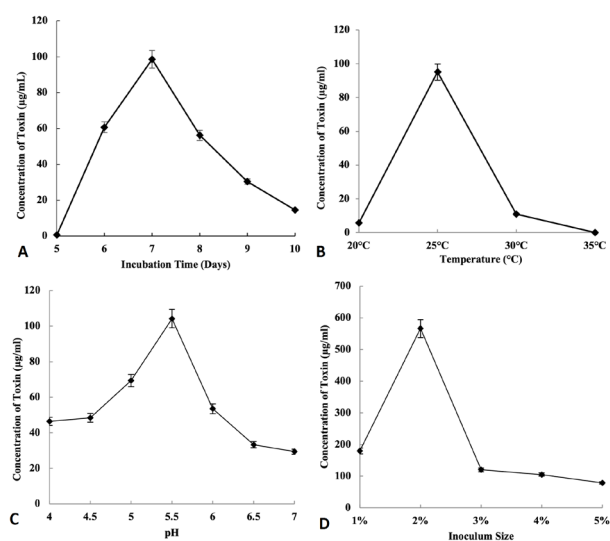 Concentration of Toxin (µg/mL)
120
100
80
60
40
20
0
5 6 7 8 9 10
Incubation Time (Days)
A
Concentration of Toxin (µg/ml)
120
100
80
60
40
20
0
20°C 25°C 30°C 35°C
Temperature (°C)
B
Concentration of Toxin (µg/ml)
120
100
80
60
40
20
0
4 4.5 5 5.5 6 6.5 7
pH
C
Concentration of Toxin (µg/ml)
700
600
500
400
300
200
100
0
1% 2% 3% 4% 5%
Inoculum Size
D